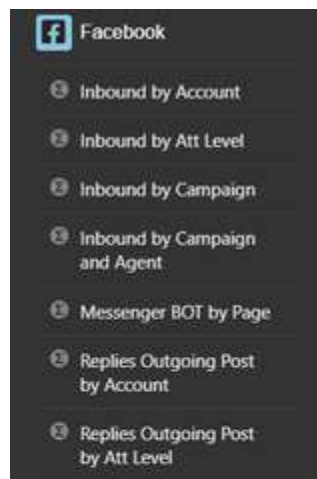 Facebook
Inbound by Account
Inbound by Att Level
Inbound by Campaign
Inbound by Campaign
and Agent
Messenger BOT by Page
Replies Outgoing Post
by Account
Replies Outgoing Post
by Att Level